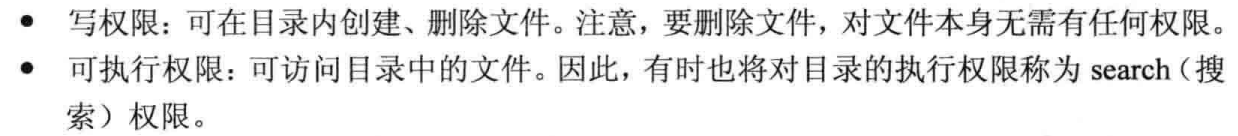 ● 写权限：可在目录内创建、删除文件。注意，要删除文件，对文件本身无需有任何权限。
● 可执行权限：可访问目录中的文件。因此，有时也将对目录的执行权限称为 search（搜
索）权限。